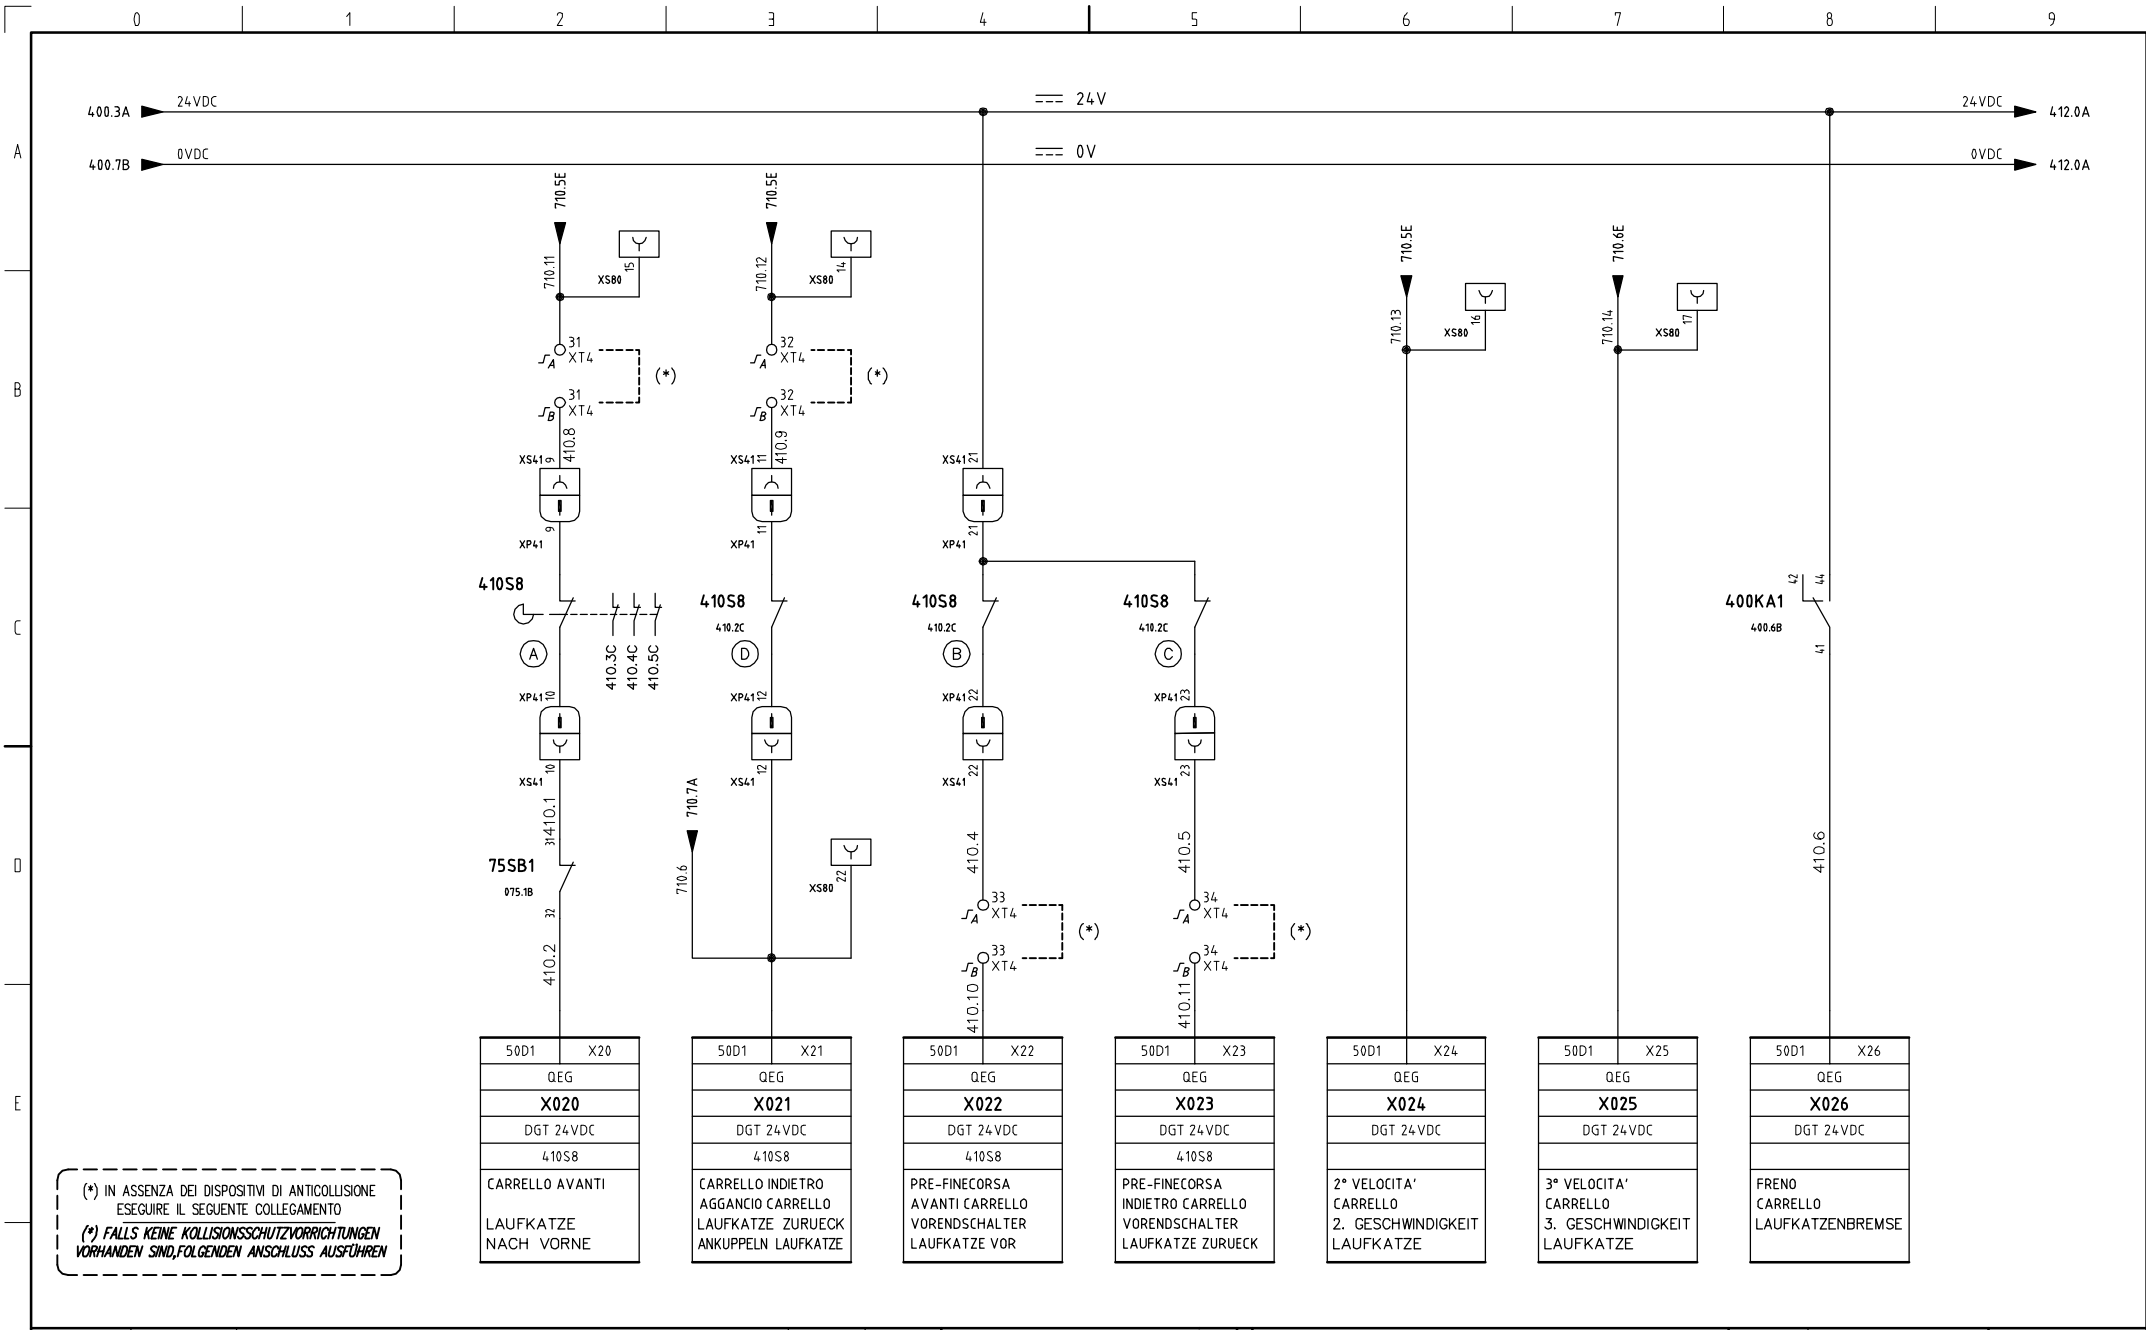 0 1 2 3 4 5 6 7 8 9
A
B
C
D
E
400.3A 24VDC 24V 24VDC 412.0A
400.7B 0VDC 0V 0VDC 412.0A
710.5E
710.11
XS80 15
31
XT4
A
(*)
31
XT4
B
410.8
XS41 9
9
XP41
410S8
A
410.3C
410.4C
410.5C
XP41 10
10
XS41
410.1
31
75SB1
075.1B
32
410.2
710.5E
710.12
XS80 14
32
XT4
A
(*)
32
XT4
B
410.9
XS41 11
11
XP41
410S8
410.2C
D
XP41 12
12
XS41
710.7A
710.6
XS80 22
XS41 21
21
XP41
410S8
410.2C
B
XP41 22
22
XS41
410.4
33
XT4
A
(*)
33
XT4
B
410.10
410S8
410.2C
C
XP41 23
23
XS41
410.5
34
XT4
A
(*)
34
XT4
B
410.11
710.5E
710.13
XS80 16
710.6E
710.14
XS80 17
42 44
400KA1
400.6B
41
410.6
50D1 X20
QEG
X020
DGT 24VDC
410S8
CARRELLO AVANTI
LAUFKATZE
NACH VORNE
50D1 X21
QEG
X021
DGT 24VDC
410S8
CARRELLO INDIETRO
AGGANCIO CARRELLO
LAUFKATZE ZURUECK
ANKUPPELN LAUFKATZE
50D1 X22
QEG
X022
DGT 24VDC
410S8
PRE-FINECORSA
AVANTI CARRELLO
VORENDSCHALTER
LAUFKATZE VOR
50D1 X23
QEG
X023
DGT 24VDC
410S8
PRE-FINECORSA
INDIETRO CARRELLO
VORENDSCHALTER
LAUFKATZE ZURUECK
50D1 X24
QEG
X024
DGT 24VDC
2° VELOCITA'
CARRELLO
2. GESCHWINDIGKEIT
LAUFKATZE
50D1 X25
QEG
X025
DGT 24VDC
3° VELOCITA'
CARRELLO
3. GESCHWINDIGKEIT
LAUFKATZE
50D1 X26
QEG
X026
DGT 24VDC
FRENO
CARRELLO
LAUFKATZENBREMSE
(*) IN ASSENZA DEI DISPOSITIVI DI ANTICOLLISIONE
ESEGUIRE IL SEGUENTE COLLEGAMENTO
(*) FALLS KEINE KOLLISIONSSCHUTZVORRICHTUNGEN
VORHANDEN SIND,FOLGENDEN ANSCHLUSS AUSFÜHREN